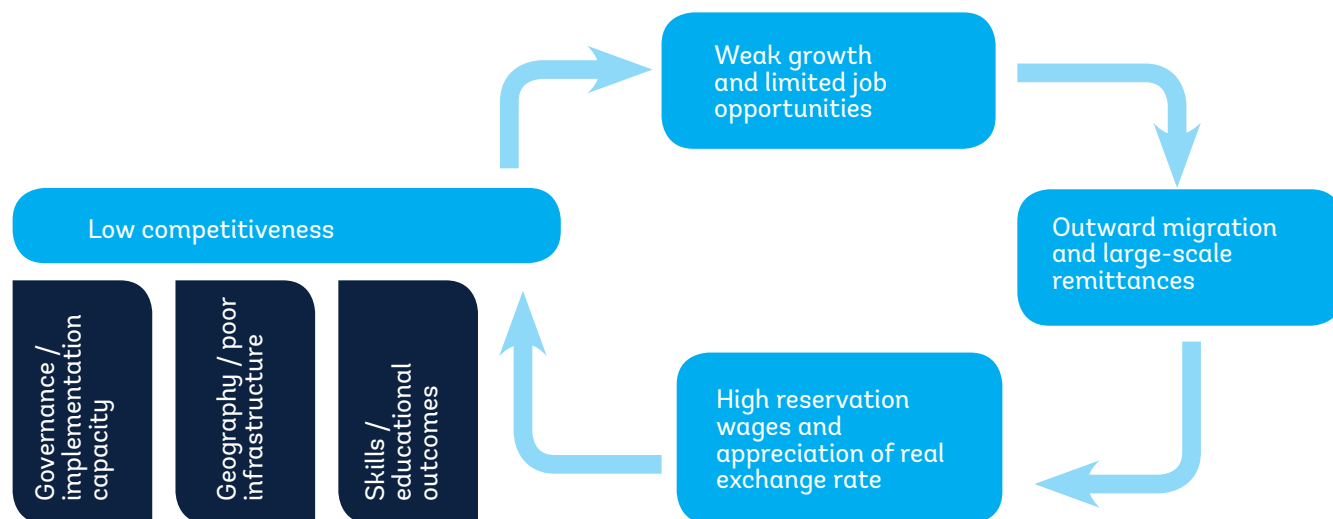 Weak growth
and limited job
opportunities
Low competitiveness
Outward migration
and large-scale
remittances
Governance /
implementation
capacity
Geography / poor
infrastructure
Skills /
educational
outcomes
High reservation
wages and
appreciation of real
exchange rate